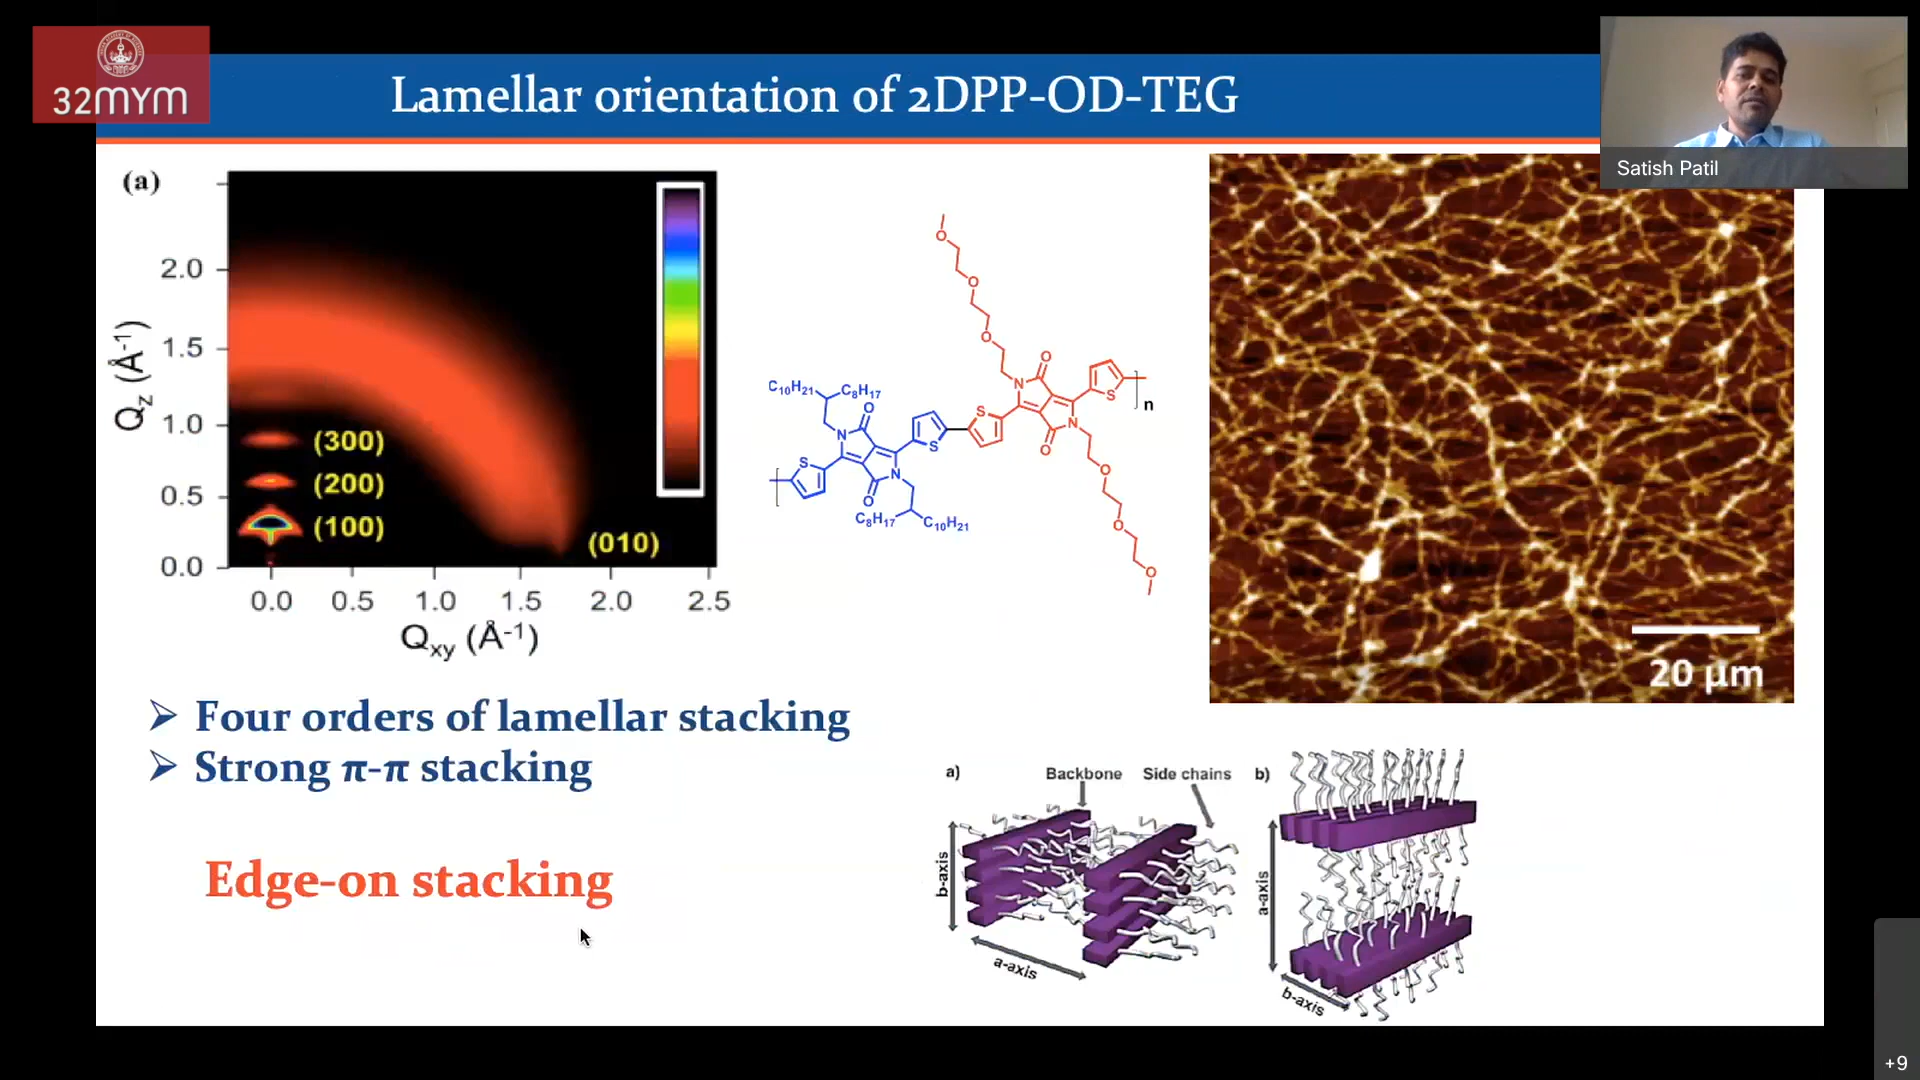 32MYM
Lamellar orientation of 2DPP-OD-TEG
Satish Patil
(a)
Qz (Å-1)
2.0
1.5
1.0
0.5
0.0
(300)
(200)
(100)
(010)
0.0 0.5 1.0 1.5 2.0 2.5
Qxy (Å-1)
O
O
O
O
O
N
S
S
N
O
O
O
O
n
C10H21
C8H17
O
N
S
S
N
O
C8H17
C10H21
20 μm
➢ Four orders of lamellar stacking
➢ Strong π-π stacking
Edge-on stacking
a) Backbone Side chains
b-axis
a-axis
b)
a-axis
b-axis
+9